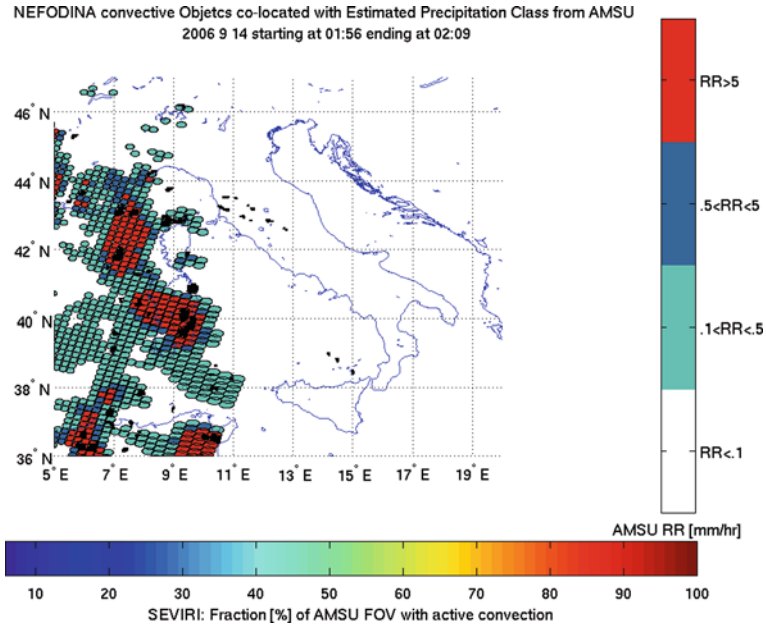 NEFODINA convective Objetcs co-located with Estimated Precipitation Class from AMSU
2006 9 14 starting at 01:56 ending at 02:09
46° N
44° N
42° N
40° N
38° N
36° N
5° E 7° E 9° E 11° E 13° E 15° E 17° E 19° E
RR>5
.5<RR<5
.1<RR<.5
RR<.1
AMSU RR [mm/hr]
10 20 30 40 50 60 70 80 90 100
SEVIRI: Fraction [%] of AMSU FOV with active convection